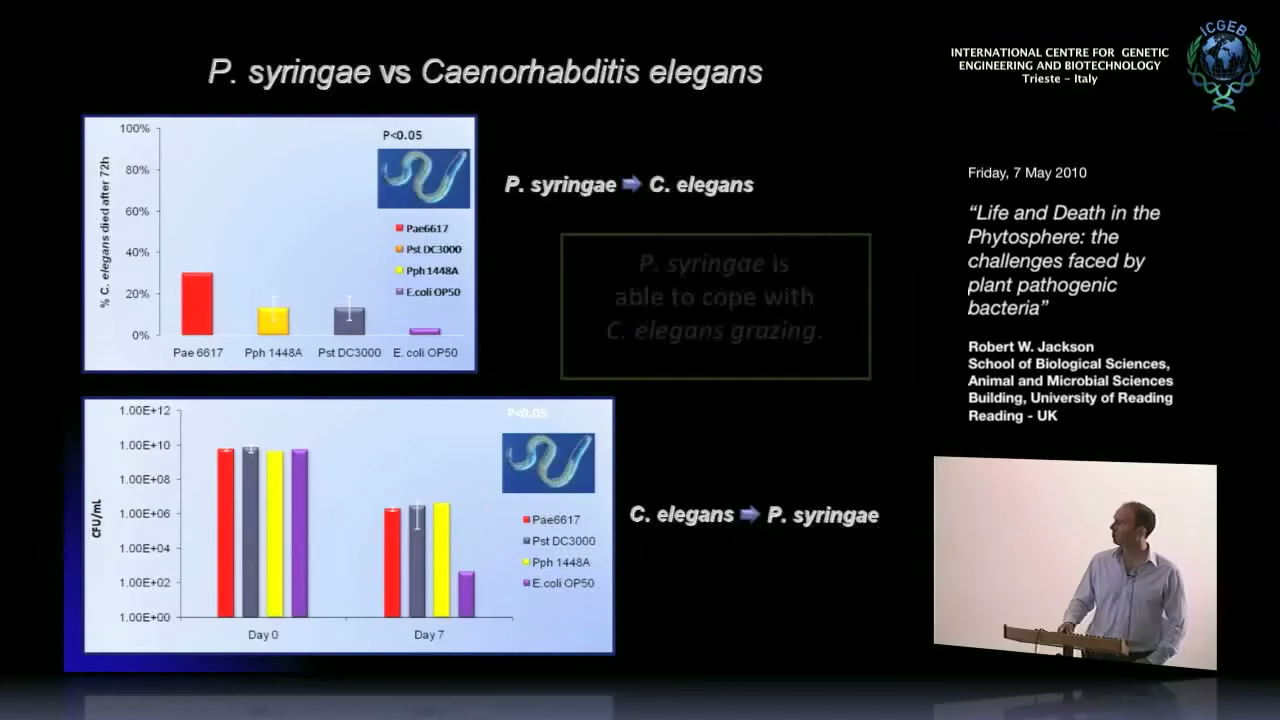 P. syringae vs Caenorhabditis elegans
100%
80%
60%
40%
20%
0%
% C. elegans died after 72h
P<0.05
Pae6617
Pst DC3000
Pph 1448A
E.coli OP50
Pae 6617
Pph 1448A
Pst DC3000
E. coli OP50
P. syringae C. elegans
P. syringae is
able to cope with
C. elegans grazing.
1.00E+12
1.00E+10
1.00E+08
1.00E+06
1.00E+04
1.00E+02
1.00E+00
CFU/mL
P<0.05
Pae6617
Pst DC3000
Pph 1448A
E.coli OP50
Day 0
Day 7
C. elegans P. syringae
INTERNATIONAL CENTRE FOR GENETIC
ENGINEERING AND BIOTECHNOLOGY
Trieste - Italy
ICGEB
Friday, 7 May 2010
“Life and Death in the
Phytosphere: the
challenges faced by
plant pathogenic
bacteria”
Robert W. Jackson
School of Biological Sciences,
Animal and Microbial Sciences
Building, University of Reading
Reading - UK